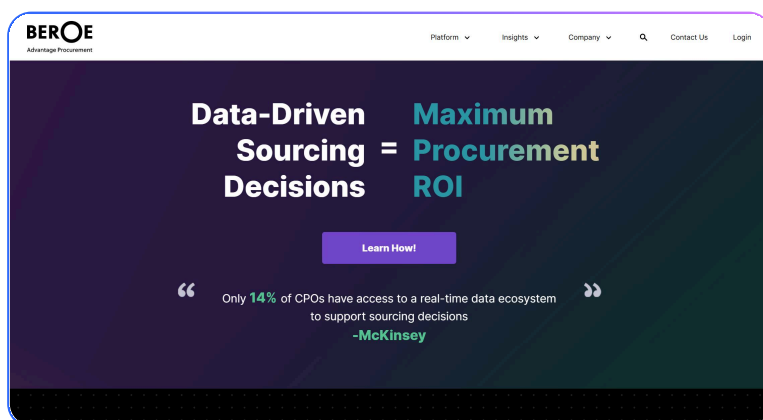 BEROE
Advantage Procurement
Platform
Insights
Company
Contact Us
Login
Data-Driven
Sourcing
Decisions
=
Maximum
Procurement
ROI
Learn How!
“ Only 14% of CPOs have access to a real-time data ecosystem ”
to support sourcing decisions
-McKinsey